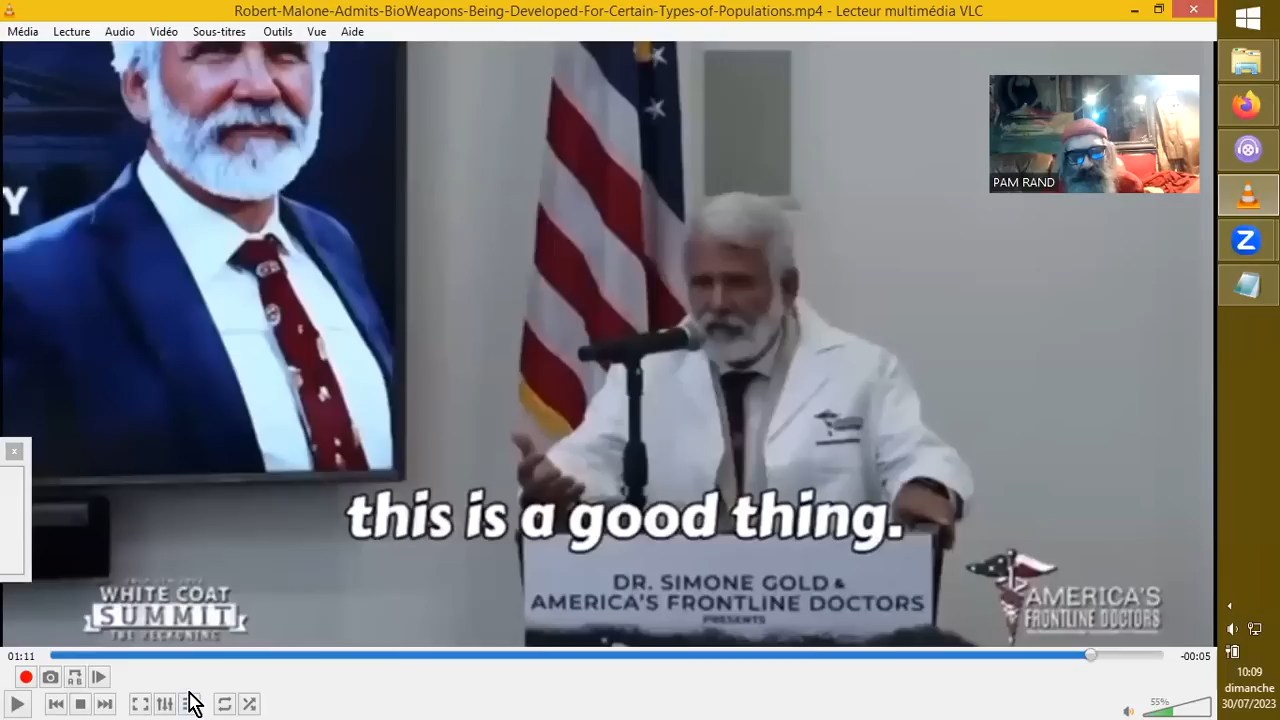 Robert-Malone-Admits-BioWeapons-Being-Developed-For-Certain-Types-of-Populations.mp4 - Lecteur multimédia VLC
Média Lecture Audio Vidéo Sous-titres Outils Vue Aide
Y
PAM RAND
this is a good thing.
DR. SIMONE GOLD &
AMERICA'S FRONTLINE DOCTORS
PRESENTS
WHITE COAT
SUMMIT
THE RECKONING
AMERICA'S
FRONTLINE DOCTORS
01:11
-00:05
55%
10:09
dimanche
30/07/2023